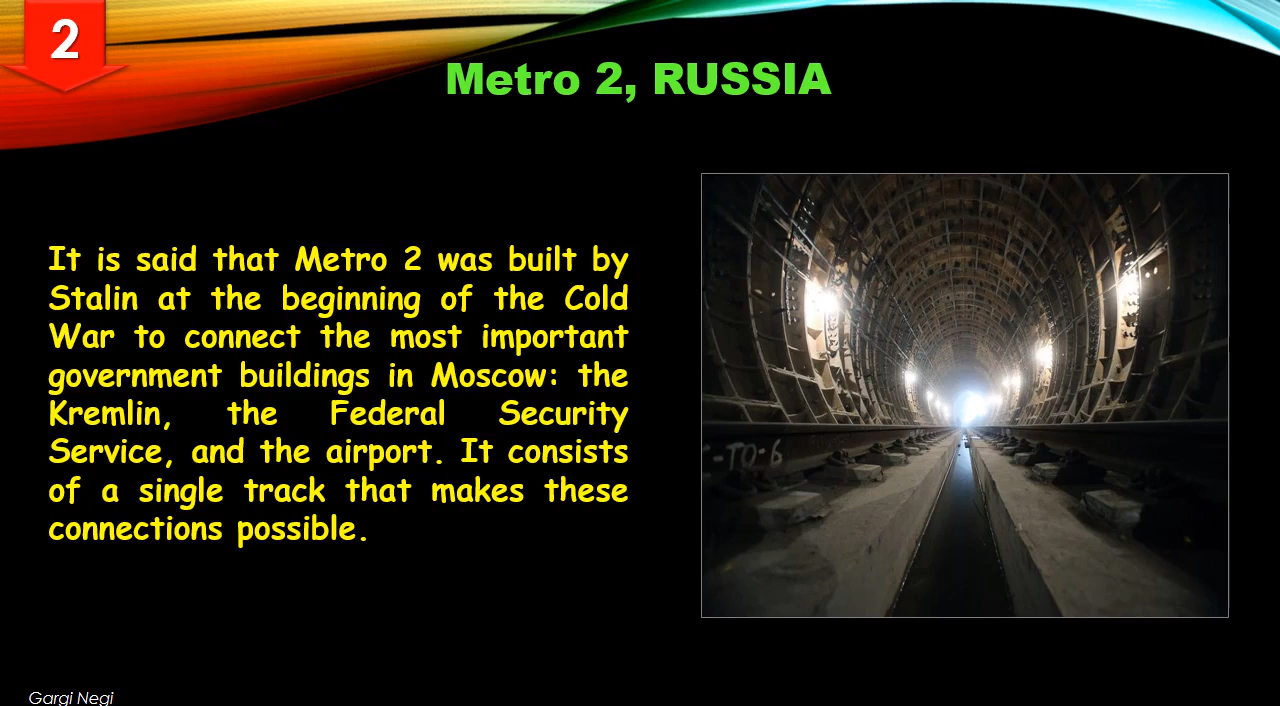 2
Metro 2, RUSSIA
It is said that Metro 2 was built by
Stalin at the beginning of the Cold
War to connect the most important
government buildings in Moscow: the
Kremlin, the Federal Security
Service, and the airport. It consists
of a single track that makes these
connections possible.
-TO-6
Gargi Negi